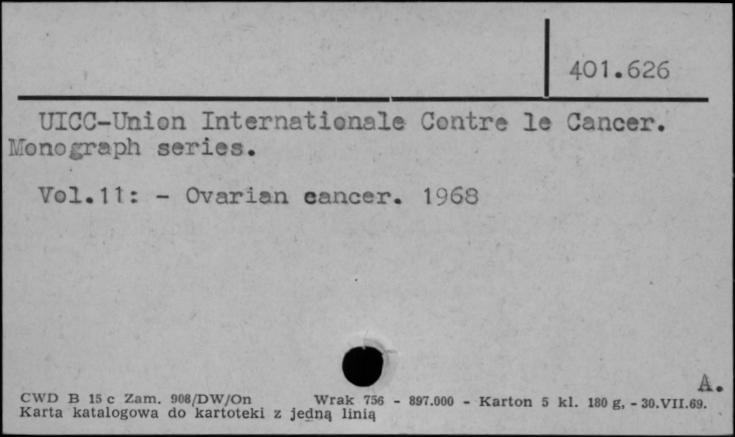 401.626
UICC-Union Internationale Contre le Cancer.
Monograph series.
Vol.11: - Ovarian cancer. 1968
A.
CWD B 15 c Zam. 908/DW/On Wrak 756 - 897.000 - Karton 5 kl. 180 g, - 30.VII.69.
Karta katalogowa do kartoteki z jedną linią